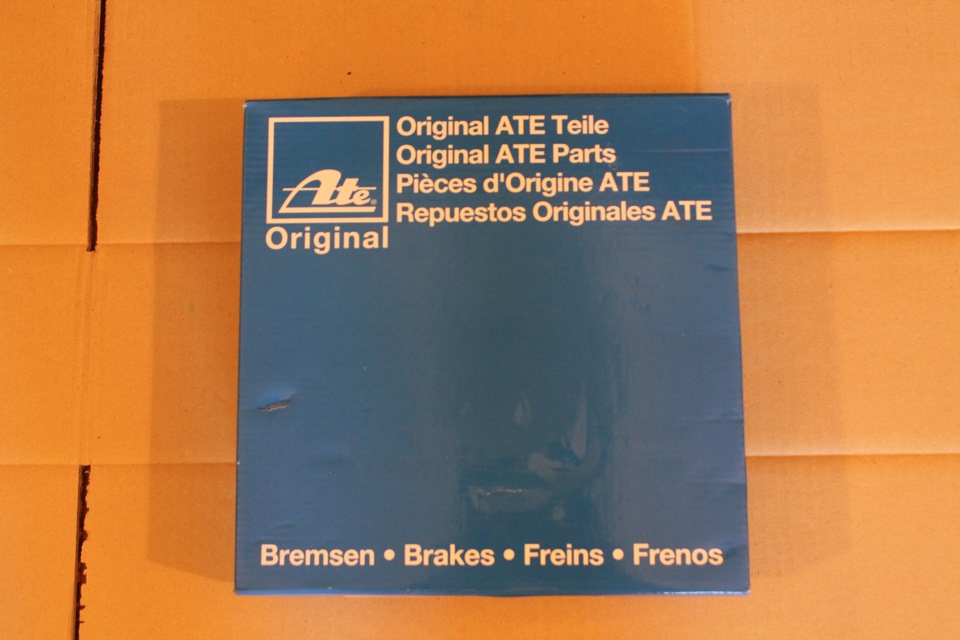 Ate®
Original
Original ATE Teile
Original ATE Parts
Pièces d'Origine ATE
Repuestos Originales ATE
Bremsen • Brakes • Freins • Frenos